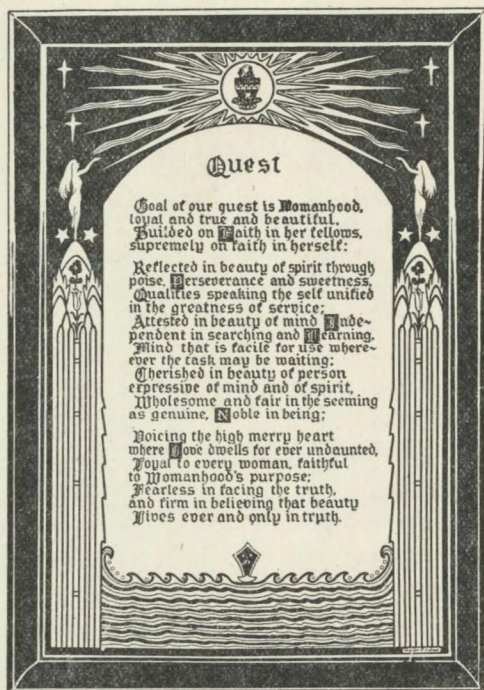 Quest
Goal of our quest is Womanhood,
loyal and true and beautiful.
Builded on Faith in her fellows,
supremely on faith in herself:
Reflected in beauty of spirit through
poise, Perseverance and sweetness,
Qualities speaking the self unified
in the greatness of service;
Attested in beauty of mind Inde-
pendent in searching and Learning.
Mind that is facile for use where-
ever the task may be waiting;
Cherished in beauty of person
expressive of mind and of spirit,
Wholesome and fair in the seeming
as genuine, Noble in being;
Voicing the high merry heart
where Love dwells for ever undaunted,
Loyal to every woman, faithful
to Womanhood's purpose;
Fearless in facing the truth,
and firm in believing that beauty
Lives ever and only in truth.